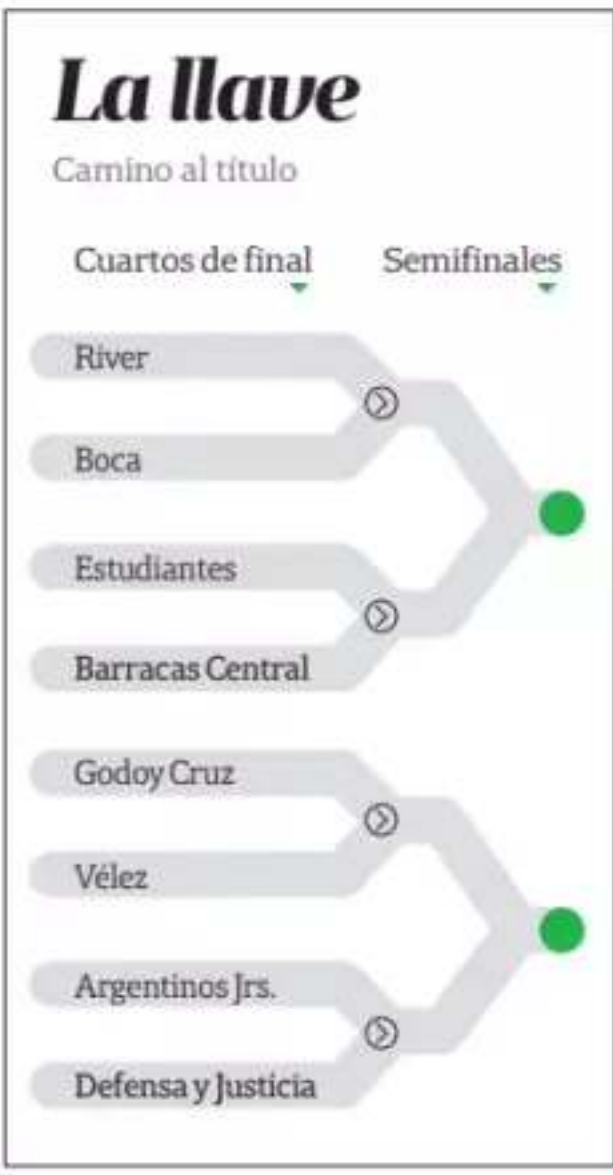 La llave
Camino al título
Cuartos de final Semifinales
River
Boca
Estudiantes
Barracas Central
Godoy Cruz
Vélez
Argentinos Jrs.
Defensa y Justicia